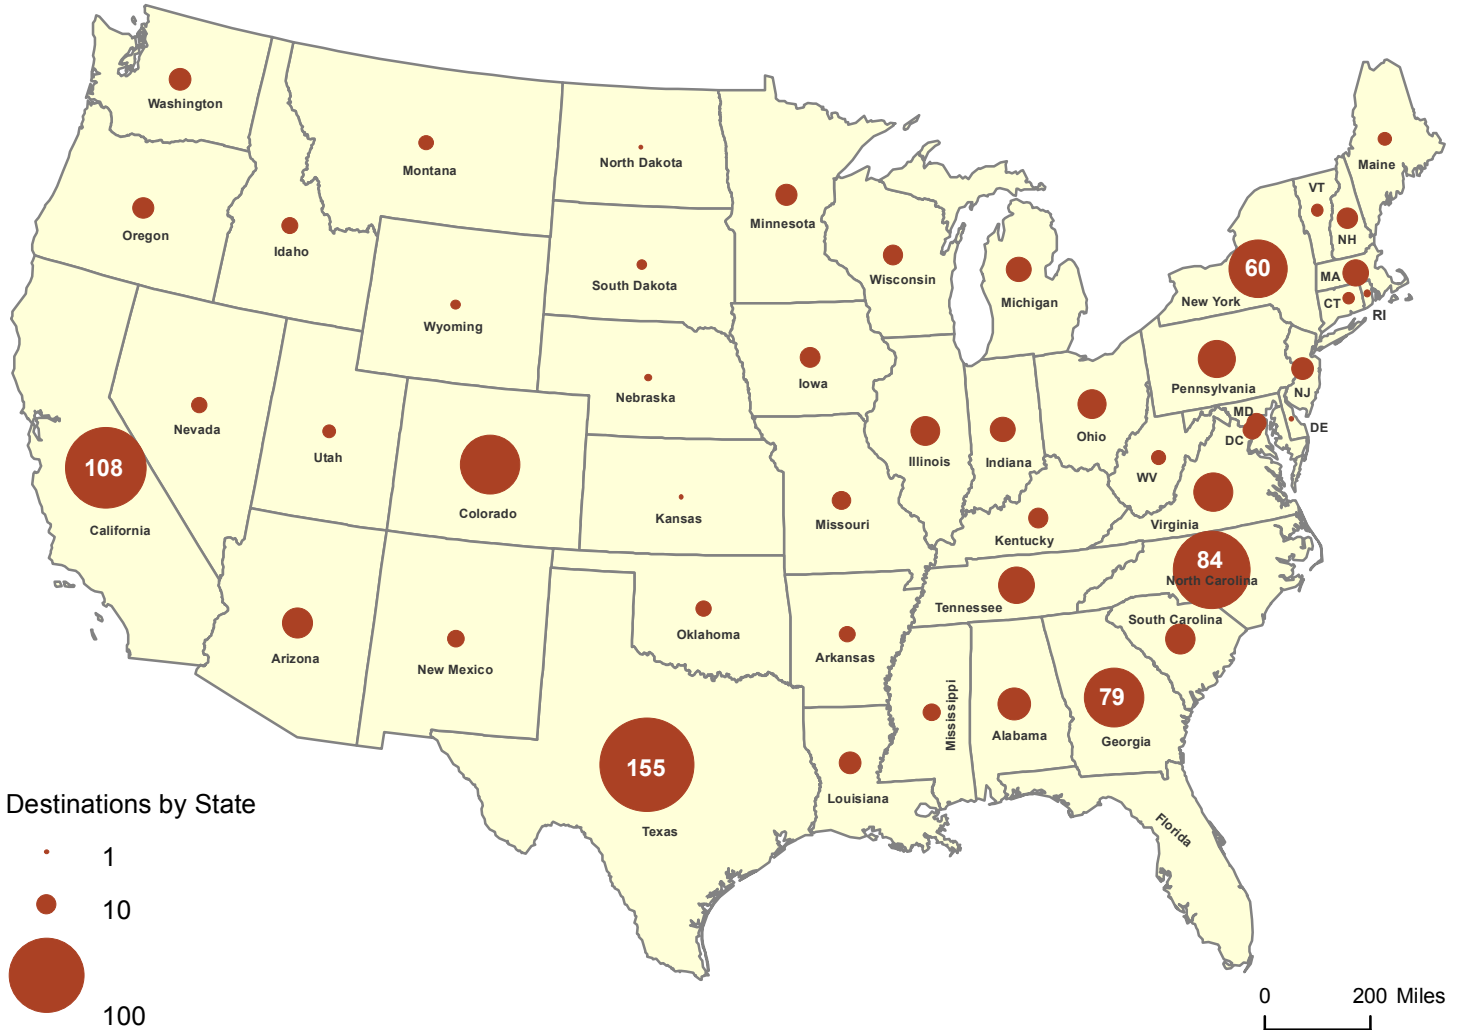 Washington
Montana
North Dakota
Minnesota
Maine
VT
NH
Oregon
Idaho
South Dakota
Wisconsin
Michigan
60
MA
New York
CT
RI
Wyoming
Nevada
Utah
Nebraska
Iowa
Pennsylvania
NJ
MD
DC
DE
108
California
Colorado
Kansas
Missouri
Illinois
Indiana
Ohio
WV
Kentucky
Virginia
84
North Carolina
Tennessee
South Carolina
Arizona
New Mexico
Oklahoma
Arkansas
Mississippi
Alabama
79
Georgia
155
Texas
Louisiana
Florida
Destinations by State
1
10
100
0 200 Miles